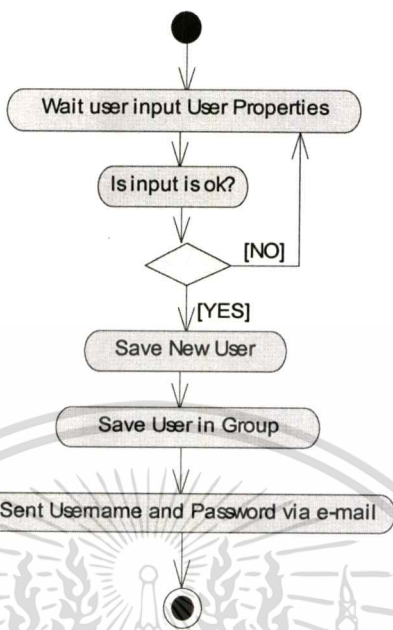 Wait user input User Properties
Is input is ok?
[NO]
[YES]
Save New User
Save User in Group
Sent Username and Password via e-mail